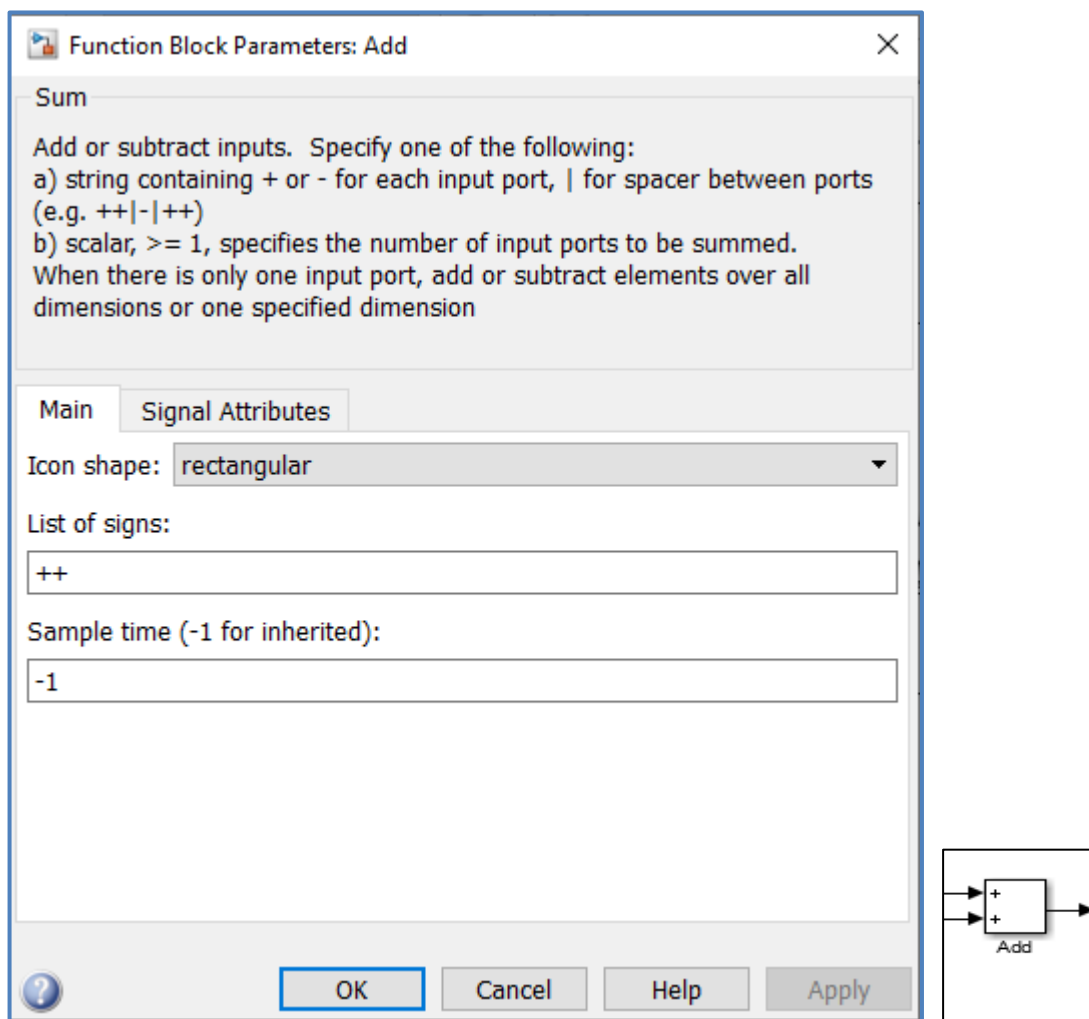 Function Block Parameters: Add
Sum
Add or subtract inputs.  Specify one of the following:
a) string containing + or - for each input port, | for spacer between ports
(e.g. ++|-|++)
b) scalar, >= 1, specifies the number of input ports to be summed.
When there is only one input port, add or subtract elements over all
dimensions or one specified dimension
Main
Signal Attributes
Icon shape: rectangular
List of signs:
++
Sample time (-1 for inherited):
-1
+
+
Add
?
OK
Cancel
Help
Apply